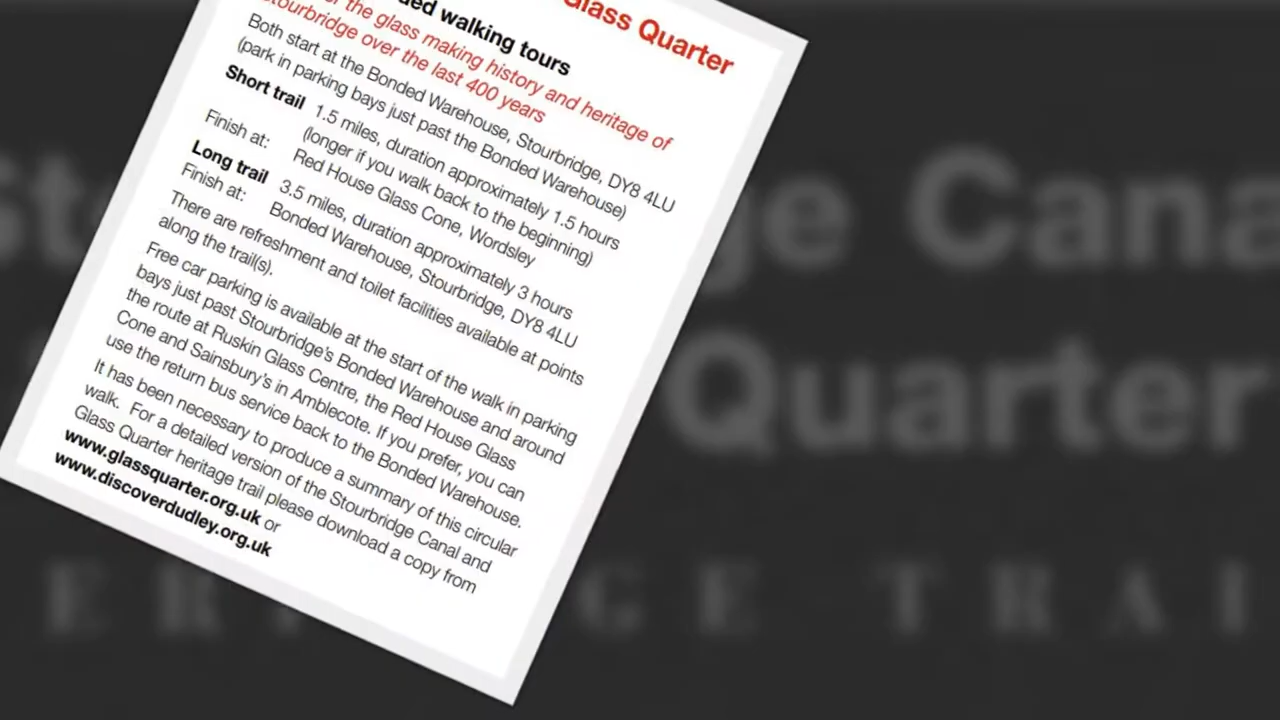 Glass Quarter
walking tours
the glass making history and heritage of
Stourbridge over the last 400 years
Both start at the Bonded Warehouse, Stourbridge, DY8 4LU
(park in parking bays just past the Bonded Warehouse)
Short trail 1.5 miles, duration approximately 1.5 hours
(longer if you walk back to the beginning)
Finish at: Red House Glass Cone, Wordsley
Long trail 3.5 miles, duration approximately 3 hours
Finish at: Bonded Warehouse, Stourbridge, DY8 4LU
There are refreshment and toilet facilities available at points
along the trail(s).
Free car parking is available at the start of the walk in parking
bays just past Stourbridge's Bonded Warehouse and around
the route at Ruskin Glass Centre, the Red House Glass
Cone and Sainsbury's in Amblecote. If you prefer, you can
use the return bus service back to the Bonded Warehouse.
It has been necessary to produce a summary of this circular
walk. For a detailed version of the Stourbridge Canal and
Glass Quarter heritage trail please download a copy from
www.glassquarter.org.uk or
www.discoverdudley.org.uk
Quarter